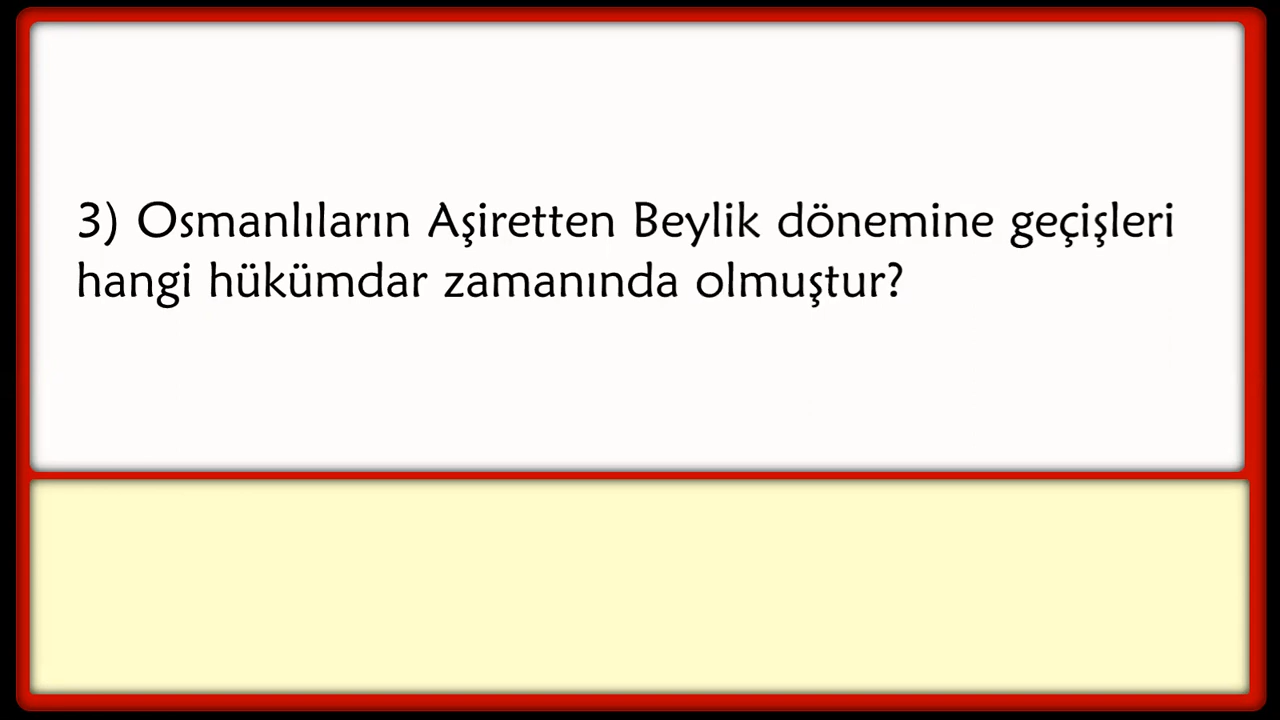 3) Osmanlıların Aşiretten Beylik dönemine geçişleri
hangi hükümdar zamanında olmuştur?